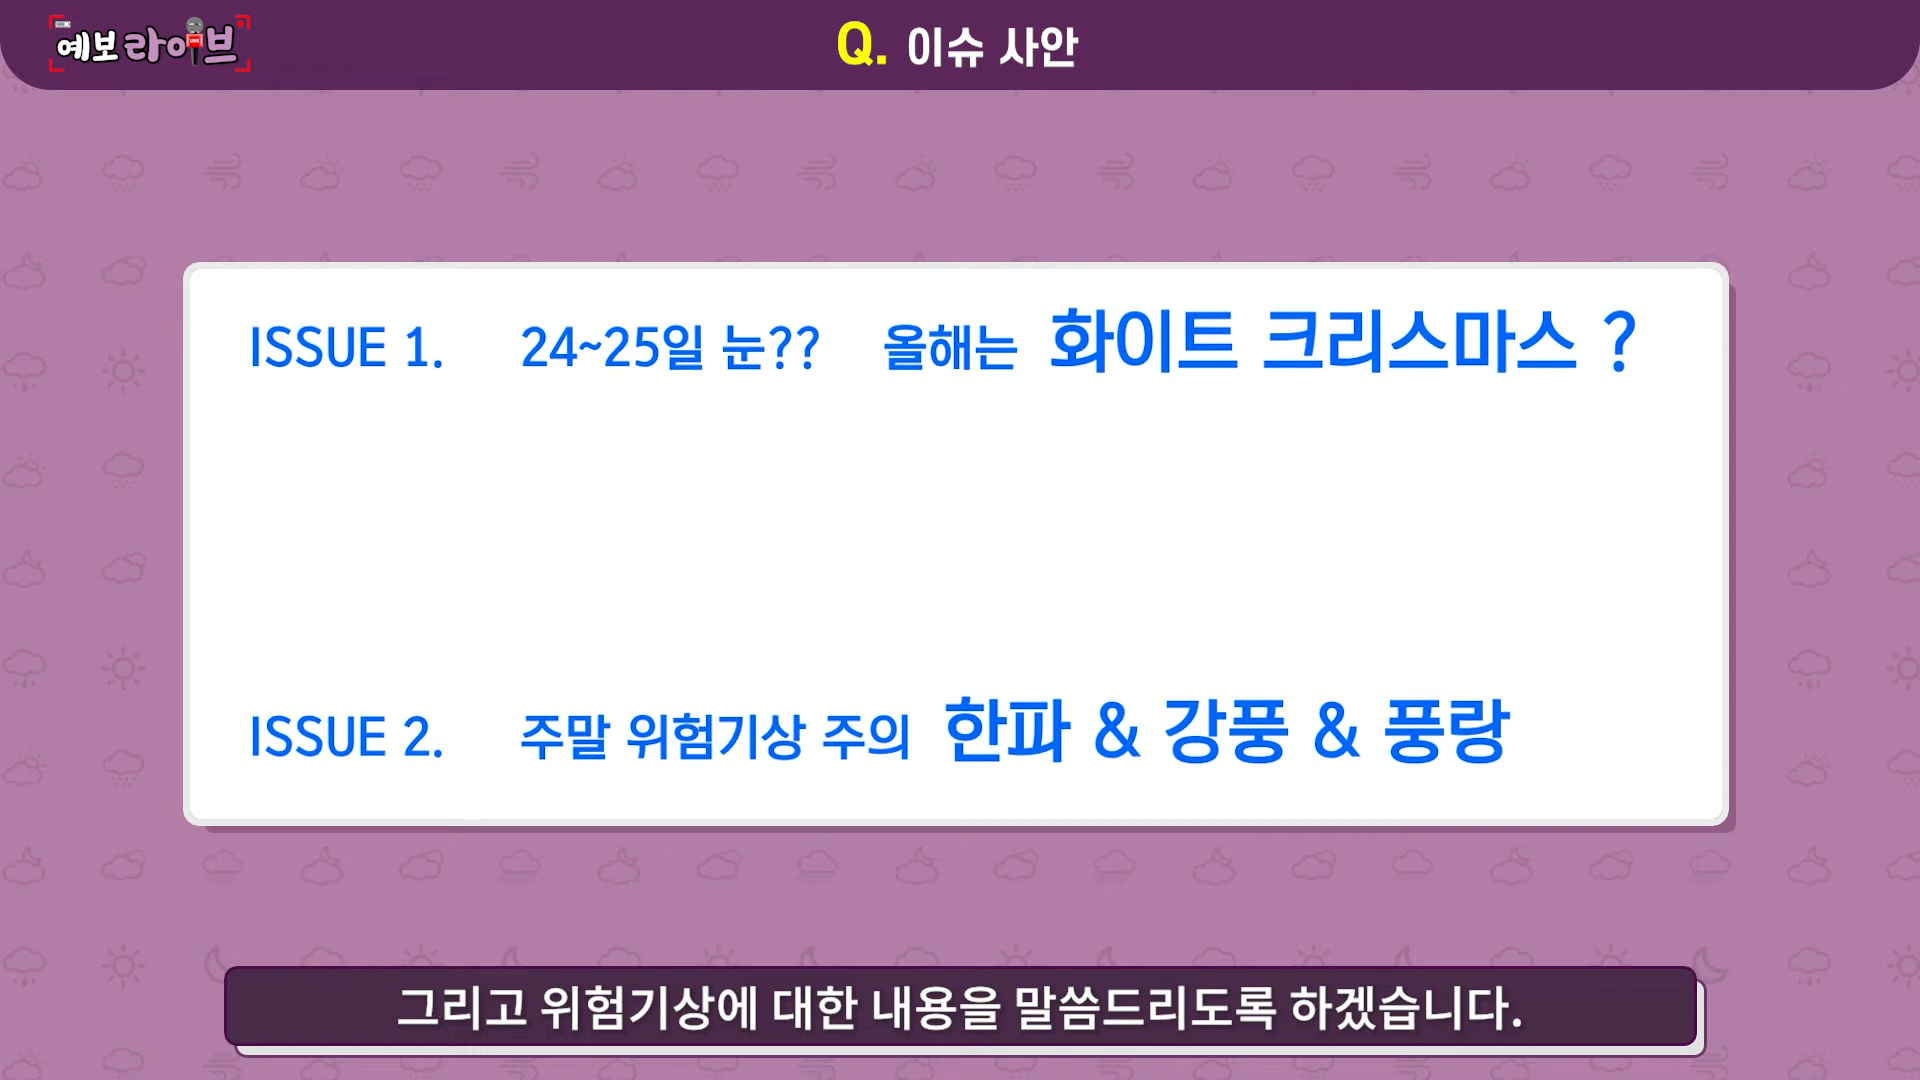 예보 라이브
Q. 이슈 사안
ISSUE 1. 24~25일 눈?? 올해는 화이트 크리스마스 ?
ISSUE 2. 주말 위험기상 주의 한파 & 강풍 & 풍랑
그리고 위험기상에 대한 내용을 말씀드리도록 하겠습니다.